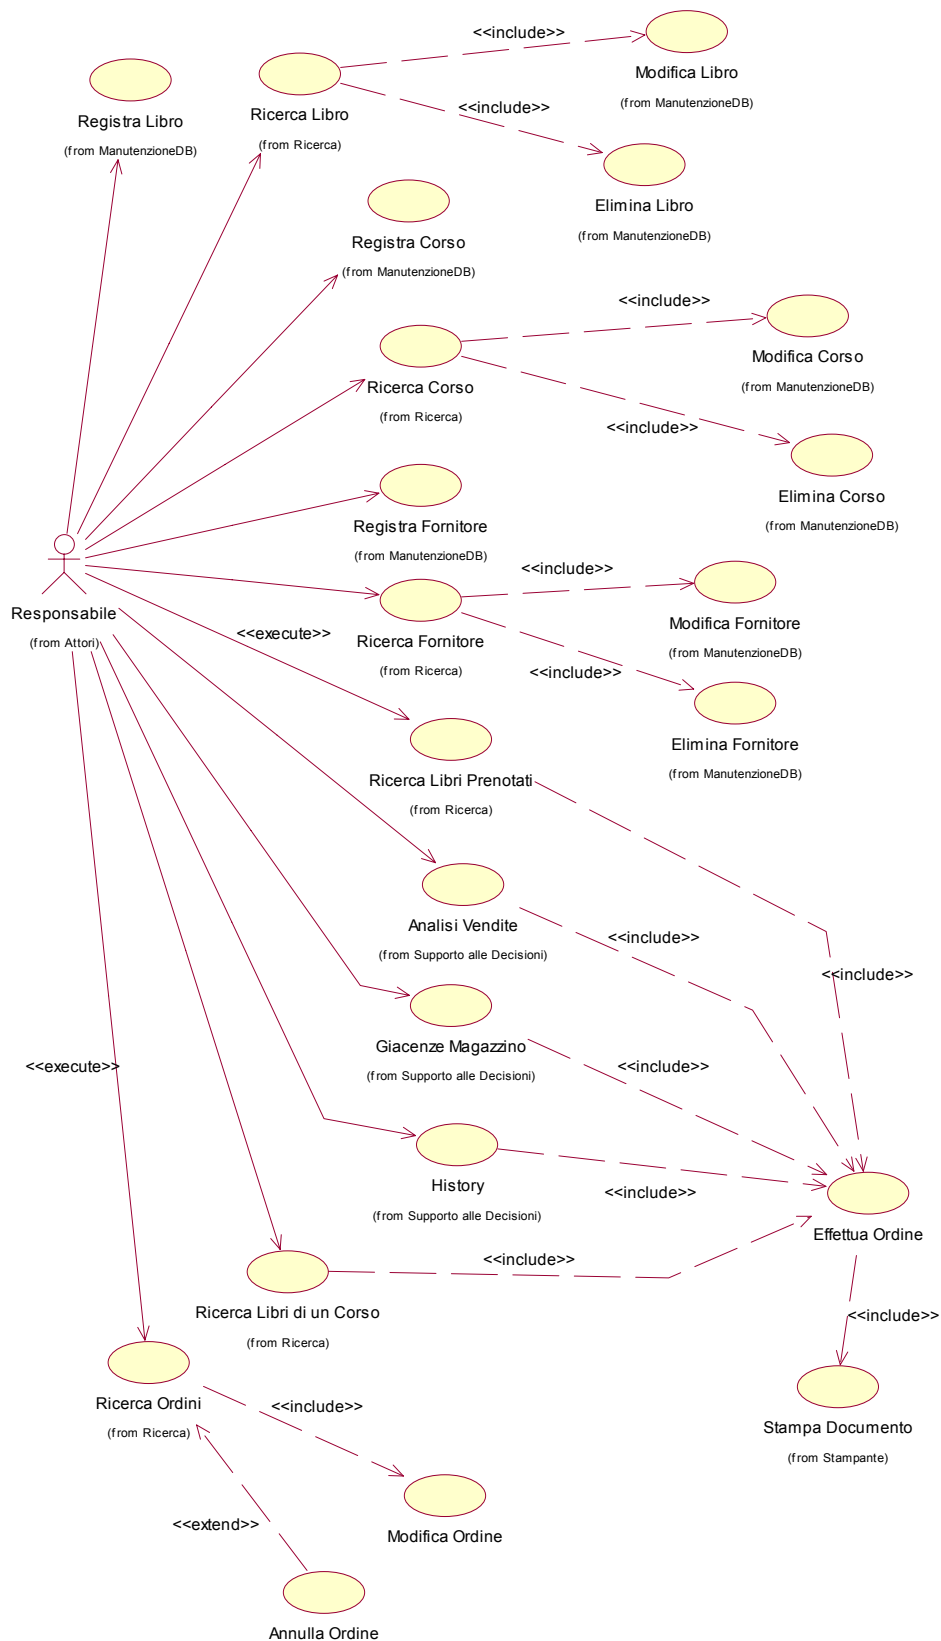 <<include>>
Modifica Libro
(from ManutenzioneDB)
Registra Libro
(from ManutenzioneDB)
Ricerca Libro
(from Ricerca)
<<include>>
Elimina Libro
(from ManutenzioneDB)
Registra Corso
(from ManutenzioneDB)
<<include>>
Modifica Corso
(from ManutenzioneDB)
Ricerca Corso
(from Ricerca)
<<include>>
Elimina Corso
(from ManutenzioneDB)
Registra Fornitore
(from ManutenzioneDB)
<<include>>
Modifica Fornitore
(from ManutenzioneDB)
Responsabile
(from Attori)
<<execute>>
Ricerca Fornitore
(from Ricerca)
<<include>>
Elimina Fornitore
(from ManutenzioneDB)
Ricerca Libri Prenotati
(from Ricerca)
Analisi Vendite
(from Supporto alle Decisioni)
<<include>>
<<include>>
Giacenze Magazzino
(from Supporto alle Decisioni)
<<include>>
<<execute>>
History
(from Supporto alle Decisioni)
<<include>>
Effettua Ordine
<<include>>
Ricerca Libri di un Corso
(from Ricerca)
<<include>>
Ricerca Ordini
(from Ricerca)
<<include>>
Stampa Documento
(from Stampante)
<<extend>>
Modifica Ordine
Annulla Ordine